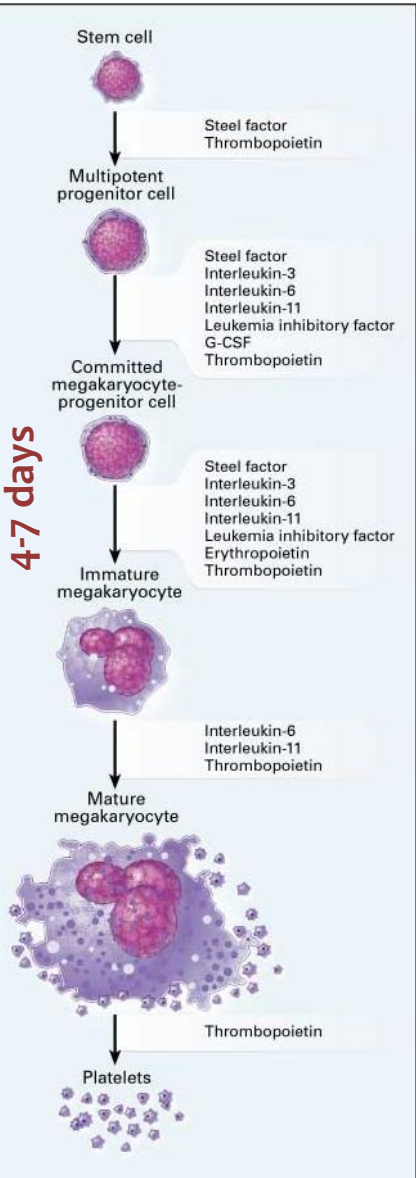 Stem cell
Steel factor
Thrombopoietin
Multipotent
progenitor cell
Steel factor
Interleukin-3
Interleukin-6
Interleukin-11
Leukemia inhibitory factor
G-CSF
Thrombopoietin
Committed
megakaryocyte-
progenitor cell
4-7 days
Steel factor
Interleukin-3
Interleukin-6
Interleukin-11
Leukemia inhibitory factor
Erythropoietin
Thrombopoietin
Immature
megakaryocyte
Interleukin-6
Interleukin-11
Thrombopoietin
Mature
megakaryocyte
Thrombopoietin
Platelets